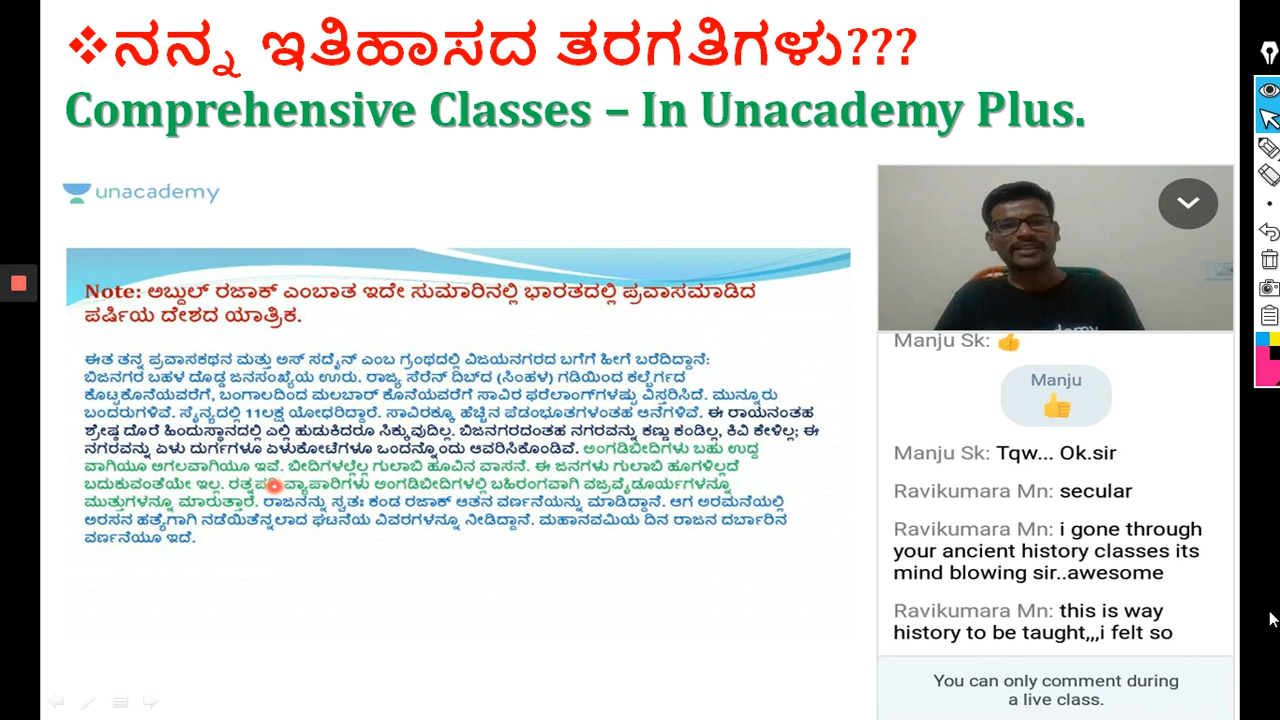 ❖ನನ್ನ ಇತಿಹಾಸದ ತರಗತಿಗಳು???
Comprehensive Classes – In Unacademy Plus.
unacademy
Note: ಅಬ್ದುಲ್ ರಜಾಕ್ ಎಂಬಾತ ಇದೇ ಸುಮಾರಿನಲ್ಲಿ ಭಾರತದಲ್ಲಿ ಪ್ರವಾಸಮಾಡಿದ
ಪರ್ಷಿಯ ದೇಶದ ಯಾತ್ರಿಕ.
ಈತ ತನ್ನ ಪ್ರವಾಸಕಥನ ಮತ್ತು ಅಸ್ ಸದೈನ್ ಎಂಬ ಗ್ರಂಥದಲ್ಲಿ ವಿಜಯನಗರದ ಬಗೆಗೆ ಹೀಗೆ ಬರೆದಿದ್ದಾನೆ:
ಬಿಜನಗರ ಬಹಳ ದೊಡ್ಡ ಜನಸಂಖ್ಯೆಯ ಊರು. ರಾಜ್ಯ ಸೆರೆನ್ ದಿಬ್‌ದ (ಸಿಂಹಳ) ಗಡಿಯಿಂದ ಕಲ್ಬೆರ್ಗದ
ಕೊಟ್ಟಕೊನೆಯವರೆಗೆ, ಬಂಗಾಲದಿಂದ ಮಲಬಾರ್ ಕೊನೆಯವರೆಗೆ ಸಾವಿರ ಫರೆಲಾಂಗ್‌ಗಳಷ್ಟು ವಿಸ್ತರಿಸಿದೆ. ಮುನ್ನೂರು
ಬಂದರುಗಳಿವೆ. ಸೈನ್ಯದಲ್ಲಿ 11ಲಕ್ಷ ಯೋಧರಿದ್ದಾರೆ. ಸಾವಿರಕ್ಕೂ ಹೆಚ್ಚಿನ ಪೆಡಂಭೂತಗಳಂತಹ ಆನೆಗಳಿವೆ. ಈ ರಾಯನಂತಹ
ಶ್ರೇಷ್ಠ ದೊರೆ ಹಿಂದುಸ್ಥಾನದಲ್ಲಿ ಎಲ್ಲಿ ಹುಡುಕಿದರೂ ಸಿಕ್ಕುವುದಿಲ್ಲ. ಬಿಜನಗರದಂತಹ ನಗರವನ್ನು ಕಣ್ಣು ಕಂಡಿಲ್ಲ, ಕಿವಿ ಕೇಳಿಲ್ಲ; ಈ
ನಗರವನ್ನು ಏಳು ದುರ್ಗಗಳೂ ಏಳುಕೋಟೆಗಳೂ ಒಂದನ್ನೊಂದು ಆವರಿಸಿಕೊಂಡಿವೆ. ಅಂಗಡಿಬೀದಿಗಳು ಬಹು ಉದ್ದ
ವಾಗಿಯೂ ಅಗಲವಾಗಿಯೂ ಇವೆ. ಬೀದಿಗಳಲ್ಲೆಲ್ಲ ಗುಲಾಬಿ ಹೂವಿನ ವಾಸನೆ. ಈ ಜನಗಳು ಗುಲಾಬಿ ಹೂಗಳಿಲ್ಲದೆ
ಬದುಕುವಂತೆಯೇ ಇಲ್ಲ. ವ್ಯಾಪಾರಿಗಳು ಅಂಗಡಿಬೀದಿಗಳಲ್ಲಿ ಬಹಿರಂಗವಾಗಿ ವಜ್ರವೈಡೂರ್ಯಗಳನ್ನೂ
ಮುತ್ತುಗಳನ್ನೂ ಮಾರುತ್ತಾರೆ. ರಾಜನನ್ನು ಸ್ವತಃ ಕಂಡ ರಜಾಕ್ ಆತನ ವರ್ಣನೆಯನ್ನು ಮಾಡಿದ್ದಾನೆ. ಆಗ ಅರಮನೆಯಲ್ಲಿ
ಅರಸನ ಹತ್ಯೆಗಾಗಿ ನಡೆಯಿತೆನ್ನಲಾದ ಘಟನೆಯ ವಿವರಗಳನ್ನೂ ನೀಡಿದ್ದಾನೆ. ಮಹಾನವಮಿಯ ದಿನ ರಾಜನ ದರ್ಬಾರಿನ
ವರ್ಣನೆಯೂ ಇದೆ.
Manju Sk: 👍
Manju
👍
Manju Sk: Tqw... Ok.sir
Ravikumara Mn: secular
Ravikumara Mn: i gone through
your ancient history classes its
mind blowing sir..awesome
Ravikumara Mn: this is way
history to be taught,,,i felt so
You can only comment during
a live class.